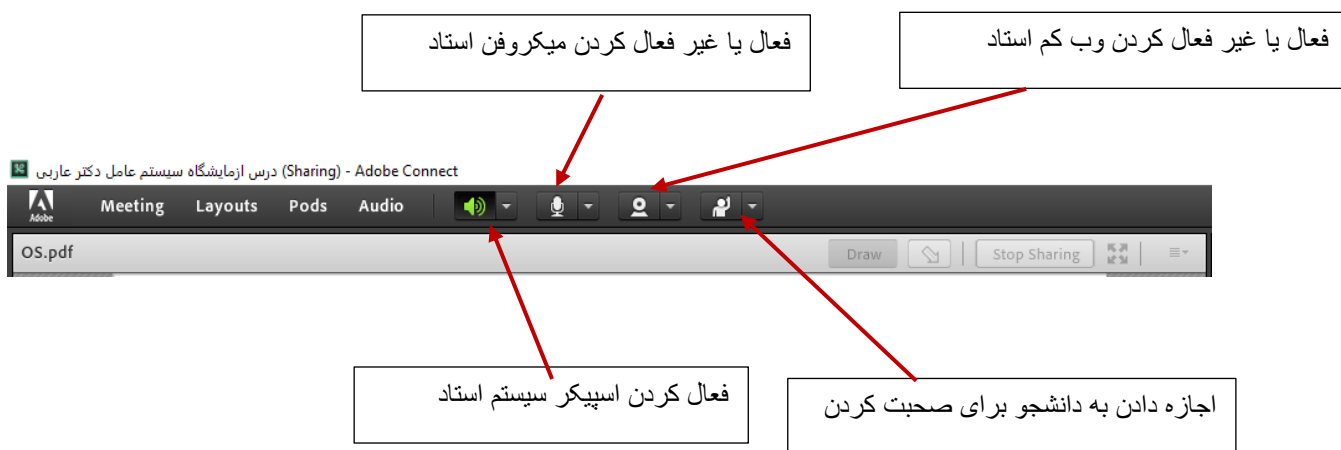 فعال یا غیر فعال کردن میکروفن استاد
فعال یا غیر فعال کردن وب کم استاد
درس ازمایشگاه سیستم عامل دکتر عاربی (Sharing) - Adobe Connect
Adobe Meeting Layouts Pods Audio
OS.pdf Draw Stop Sharing
فعال کردن اسپیکر سیستم استاد
اجازه دادن به دانشجو برای صحبت کردن